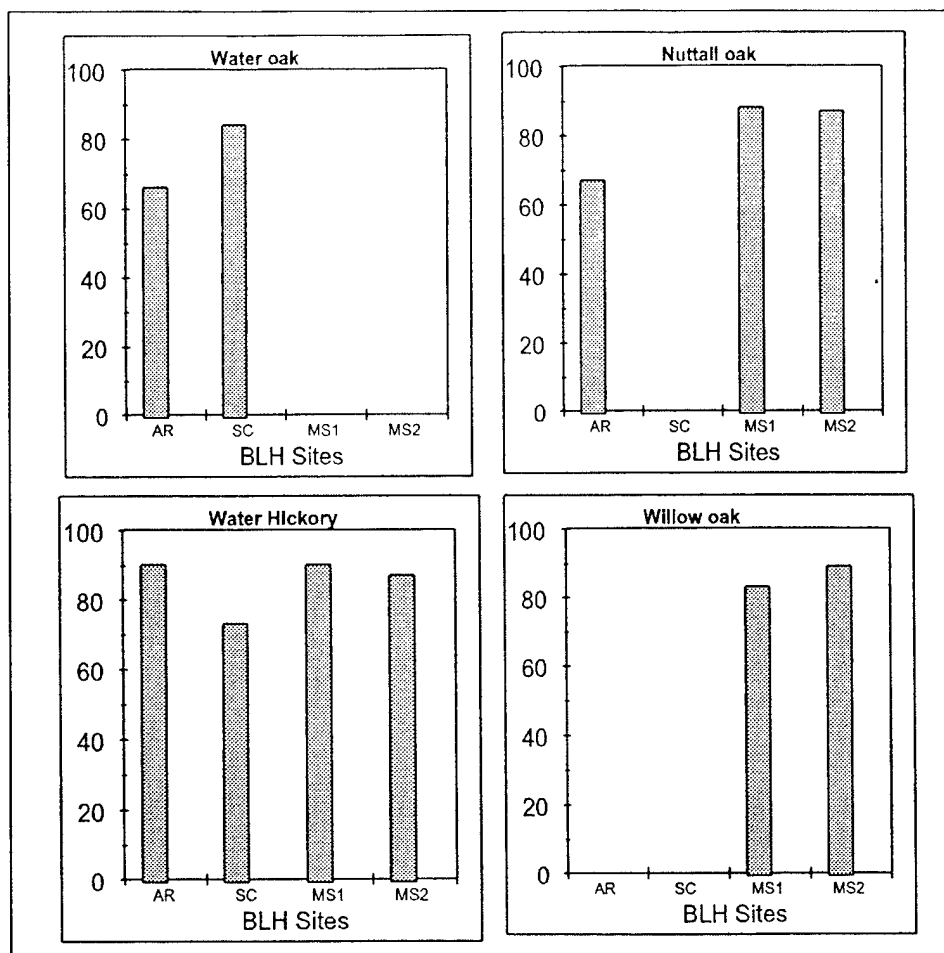 Water oak
100
80
60
40
20
0
AR SC MS1 MS2
BLH Sites
Nuttall oak
100
80
60
40
20
0
AR SC MS1 MS2
BLH Sites
Water HIckory
100
80
60
40
20
0
AR SC MS1 MS2
BLH Sites
Willow oak
100
80
60
40
20
0
AR SC MS1 MS2
BLH Sites